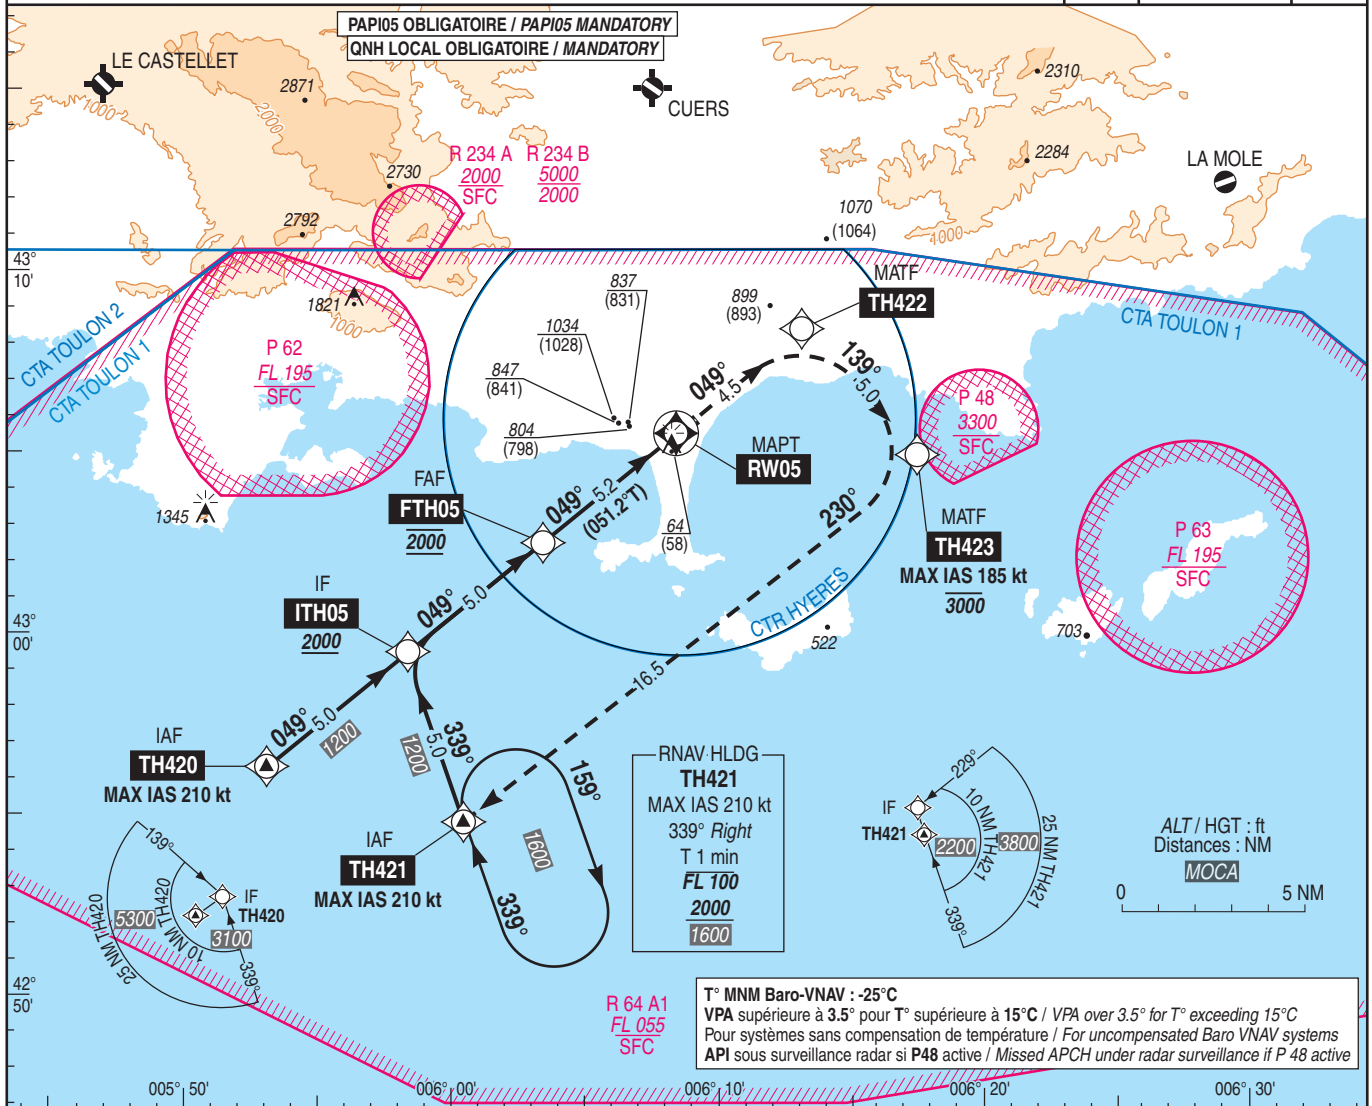 PAPI05 OBLIGATOIRE / PAPI05 MANDATORY
QNH LOCAL OBLIGATOIRE / MANDATORY
LE CASTELLET
CUERS
LA MOLE
2871
2310
2284
2730
2792
1000
2000
R 234 A
2000
SFC
R 234 B
5000
2000
1070
(1064)
1000
43°
10'
CTA TOULON 2
CTA TOULON 1
CTA TOULON 1
1821
1000
P 62
FL 195
SFC
837
(831)
1034
(1028)
847
(841)
804
(798)
899
(893)
MATF
TH422
049°
4.5
139°
5.0
P 48
3300
SFC
MAPT
RW05
FAF
FTH05
2000
049°
5.2
(051.2°T)
64
(58)
230°
MATF
TH423
MAX IAS 185 kt
3000
P 63
FL 195
SFC
1345
IF
ITH05
2000
049°
5.0
CTR HYERES
522
703
43°
00'
16.5
IAF
TH420
MAX IAS 210 kt
049°
5.0
1200
339°
5.0
1200
159°
1600
339°
IAF
TH421
MAX IAS 210 kt
RNAV HLDG
TH421
MAX IAS 210 kt
339° Right
T 1 min
FL 100
2000
1600
229°
IF
TH421
10 NM TH421
25 NM TH421
2200
3800
339°
ALT / HGT : ft
Distances : NM
MOCA
0
5 NM
139°
IF
TH420
10 NM TH420
25 NM TH420
5300
3100
339°
42°
50'
R 64 A1
FL 055
SFC
T° MNM Baro-VNAV : -25°C
VPA supérieure à 3.5° pour T° supérieure à 15°C / VPA over 3.5° for T° exceeding 15°C
Pour systèmes sans compensation de température / For uncompensated Baro VNAV systems
API sous surveillance radar si P48 active / Missed APCH under radar surveillance if P 48 active
005° 50'
006° 00'
006° 10'
006° 20'
006° 30'